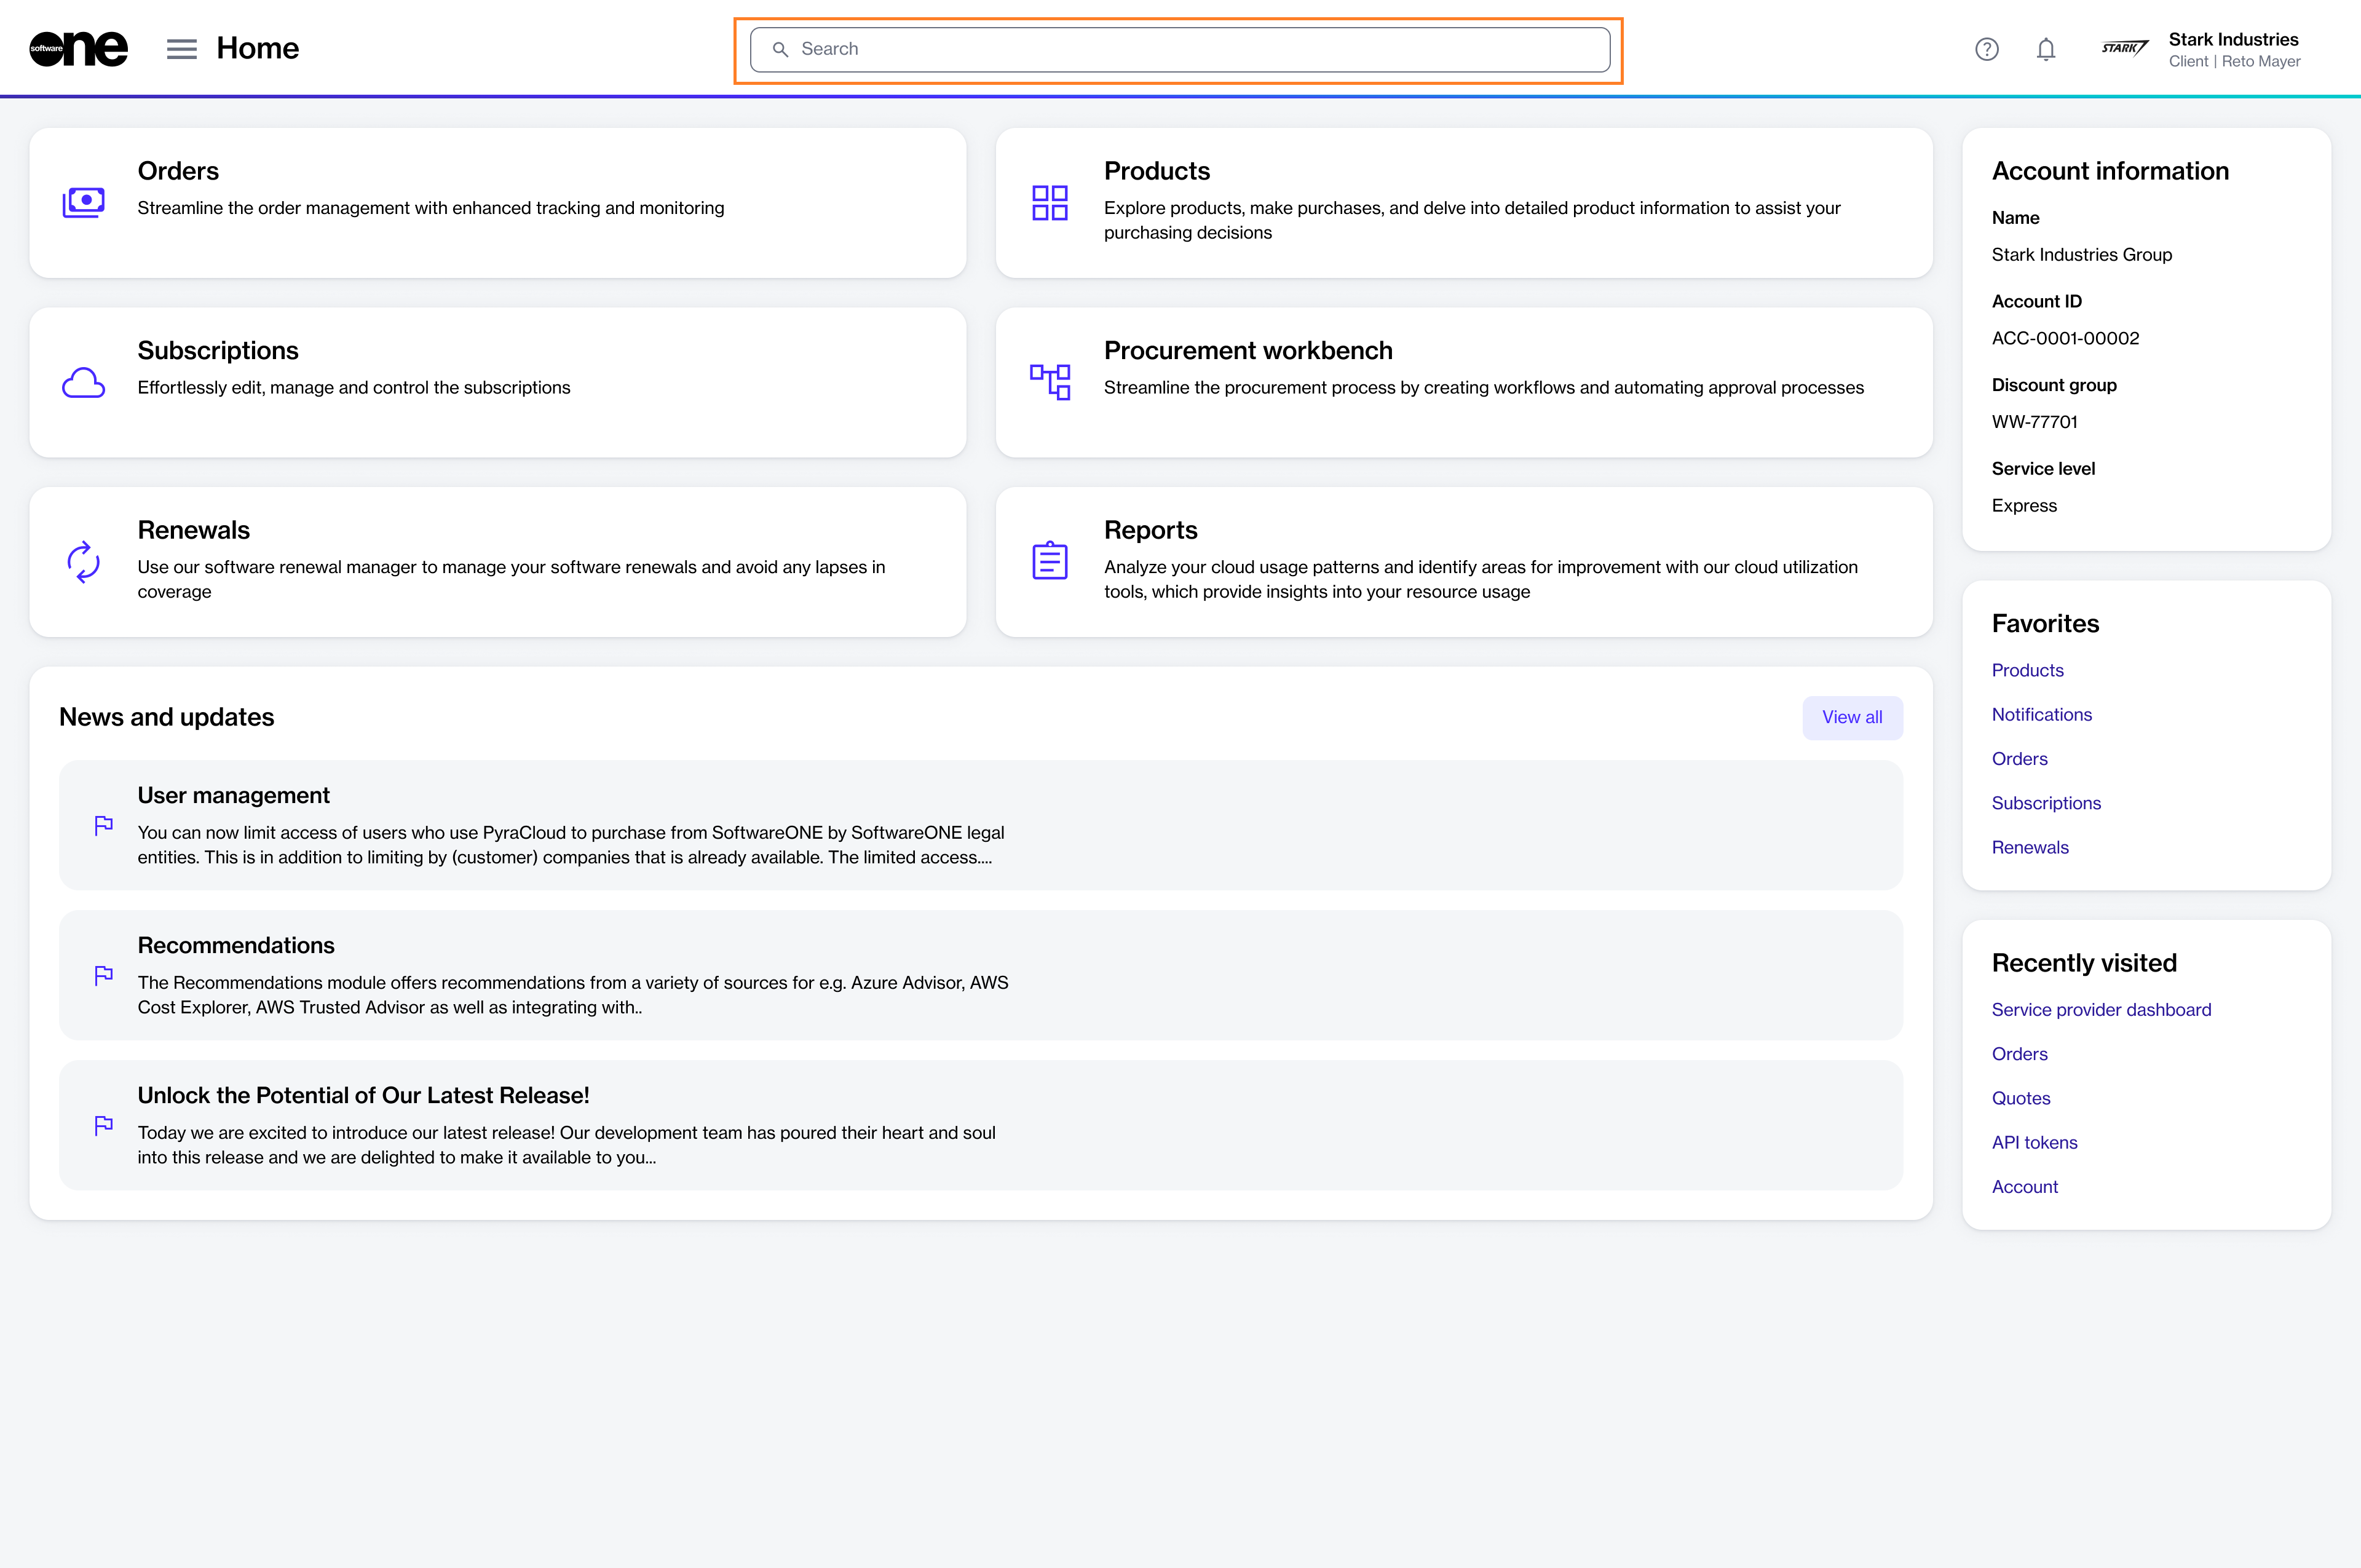 software one
Home
Search
STARK
Stark Industries
Client | Reto Mayer
Orders
Streamline the order management with enhanced tracking and monitoring
Products
Explore products, make purchases, and delve into detailed product information to assist your
purchasing decisions
Subscriptions
Effortlessly edit, manage and control the subscriptions
Procurement workbench
Streamline the procurement process by creating workflows and automating approval processes
Renewals
Use our software renewal manager to manage your software renewals and avoid any lapses in
coverage
Reports
Analyze your cloud usage patterns and identify areas for improvement with our cloud utilization
tools, which provide insights into your resource usage
News and updates
View all
User management
You can now limit access of users who use PyraCloud to purchase from SoftwareONE by SoftwareONE legal
entities. This is in addition to limiting by (customer) companies that is already available. The limited access....
Recommendations
The Recommendations module offers recommendations from a variety of sources for e.g. Azure Advisor, AWS
Cost Explorer, AWS Trusted Advisor as well as integrating with..
Unlock the Potential of Our Latest Release!
Today we are excited to introduce our latest release! Our development team has poured their heart and soul
into this release and we are delighted to make it available to you...
Account information
Name
Stark Industries Group
Account ID
ACC-0001-00002
Discount group
WW-77701
Service level
Express
Favorites
Products
Notifications
Orders
Subscriptions
Renewals
Recently visited
Service provider dashboard
Orders
Quotes
API tokens
Account